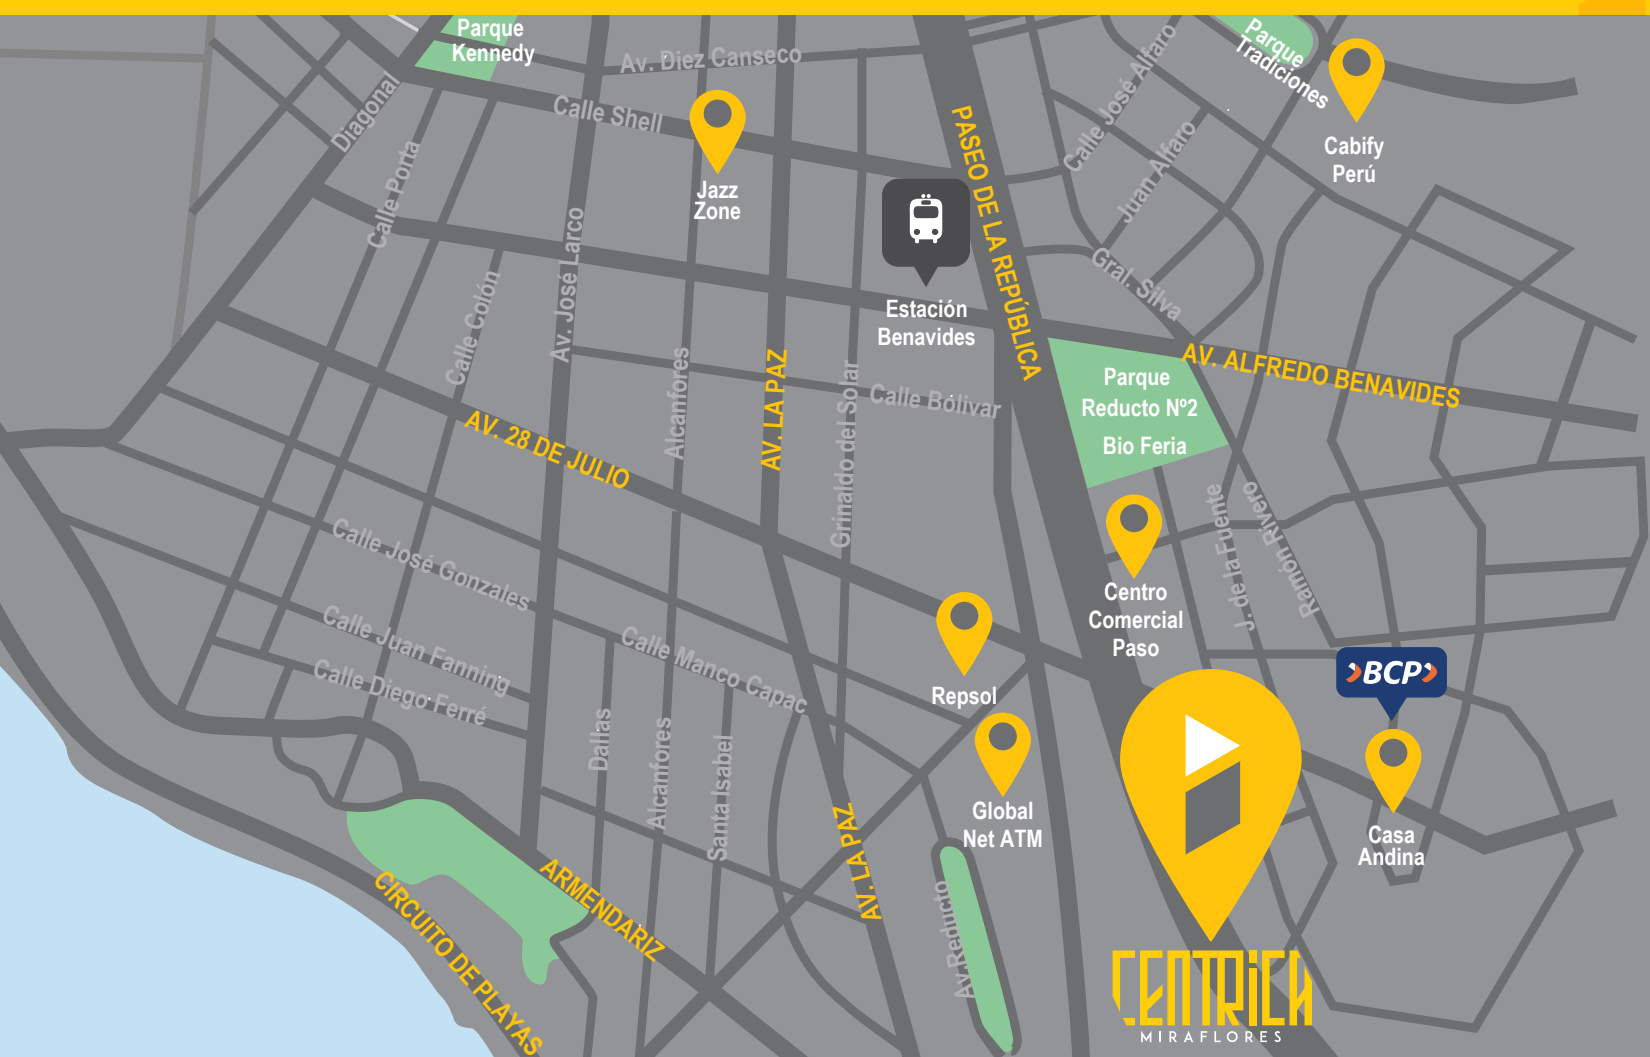 Parque
Kennedy
Av. Diez Canseco
Parque
Tradiciones
Cabify
Perú
Calle Shell
Jazz
Zone
Diagonal
Calle Porta
Calle Colón
Av. José Larco
Alcanfores
AV. LA PAZ
Grinaldo del Solar
Calle Bólivar
Estación
Benavides
PASEO DE LA REPÚBLICA
Calle José Alfaro
Juan Alfaro
Gral. Silva
AV. ALFREDO BENAVIDES
Parque
Reducto Nº2
Bio Feria
AV. 28 DE JULIO
Calle José Gonzales
Calle Juan Fanning
Calle Diego Ferré
Calle Manco Capac
Dallas
Alcanfores
Santa Isabel
J. de la Fuente
Ramón Rivero
Centro
Comercial
Paso
Repsol
BCP
Global
Net ATM
Casa
Andina
AV. LA PAZ
Av. Reducto
ARMENDARIZ
CIRCUITO DE PLAYAS
CENTRiCA
MIRAFLORES